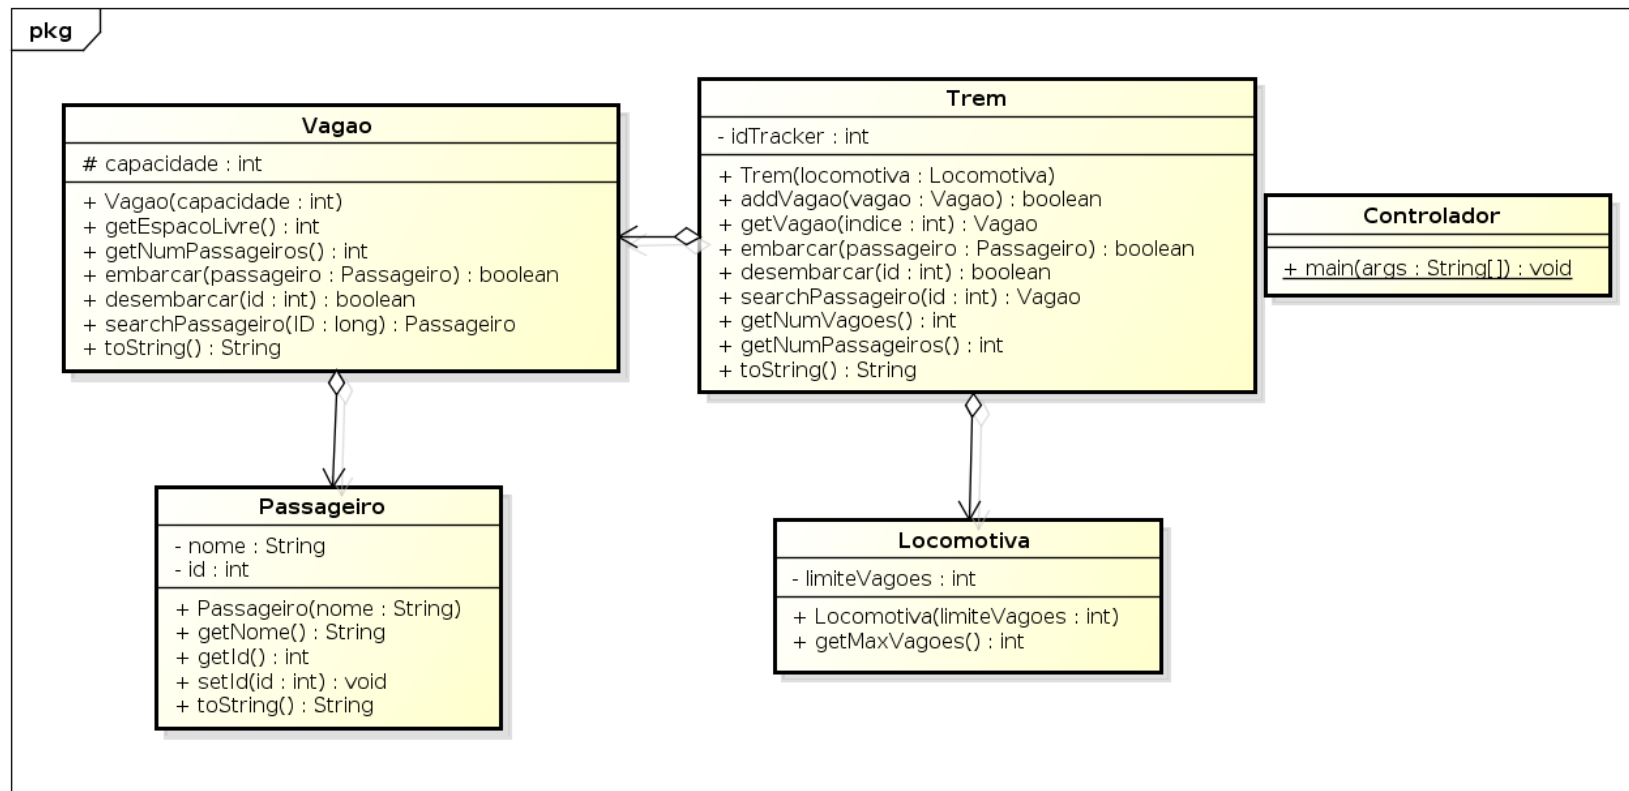 pkg
Vagao
# capacidade : int
+ Vagao(capacidade : int)
+ getEspacoLivre() : int
+ getNumPassageiros() : int
+ embarcar(passageiro : Passageiro) : boolean
+ desembarcar(id : int) : boolean
+ searchPassageiro(ID : long) : Passageiro
+ toString() : String
Trem
- idTracker : int
+ Trem(locomotiva : Locomotiva)
+ addVagao(vagao : Vagao) : boolean
+ getVagao(indice : int) : Vagao
+ embarcar(passageiro : Passageiro) : boolean
+ desembarcar(id : int) : boolean
+ searchPassageiro(id : int) : Vagao
+ getNumVagoes() : int
+ getNumPassageiros() : int
+ toString() : String
Controlador
+ main(args : String[]) : void
Passageiro
- nome : String
- id : int
+ Passageiro(nome : String)
+ getNome() : String
+ getId() : int
+ setId(id : int) : void
+ toString() : String
Locomotiva
- limiteVagoes : int
+ Locomotiva(limiteVagoes : int)
+ getMaxVagoes() : int